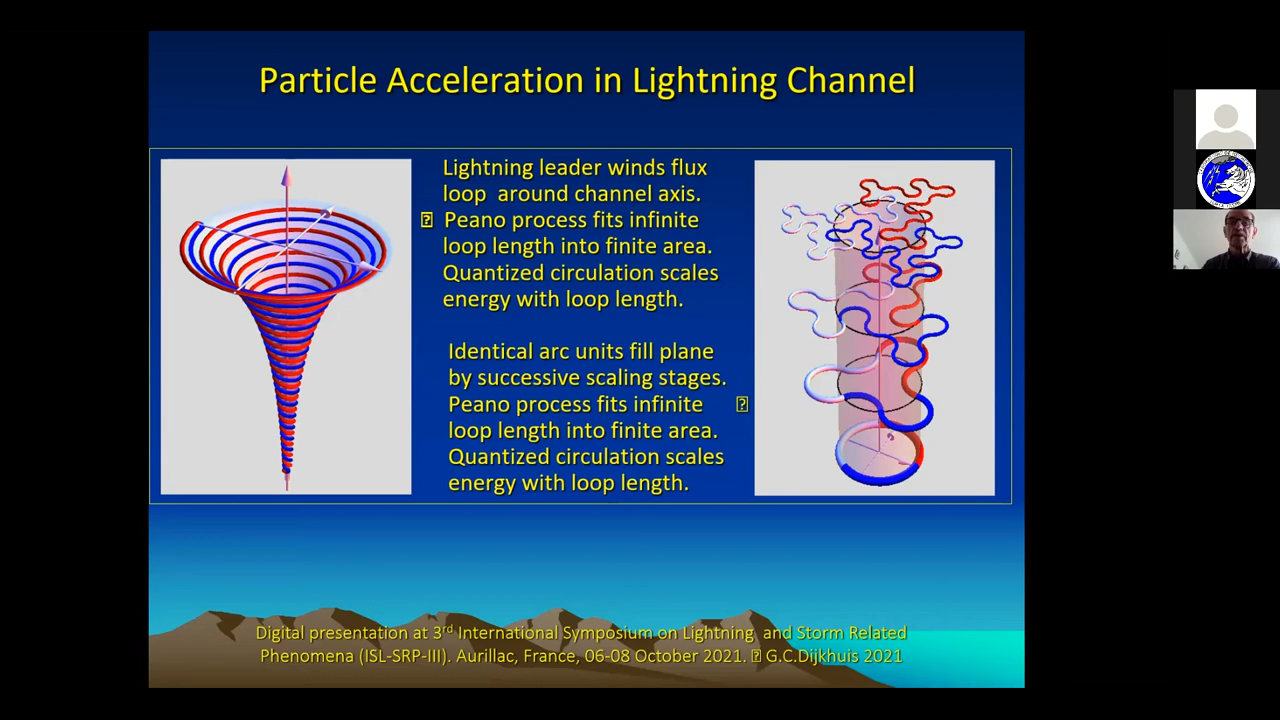 Particle Acceleration in Lightning Channel
Lightning leader winds flux
loop around channel axis.
⍰ Peano process fits infinite
loop length into finite area.
Quantized circulation scales
energy with loop length.
Identical arc units fill plane
by successive scaling stages.
Peano process fits infinite ⍰
loop length into finite area.
Quantized circulation scales
energy with loop length.
Digital presentation at 3rd International Symposium on Lightning and Storm Related
Phenomena (ISL-SRP-III). Aurillac, France, 06-08 October 2021. ⍰ G.C.Dijkhuis 2021